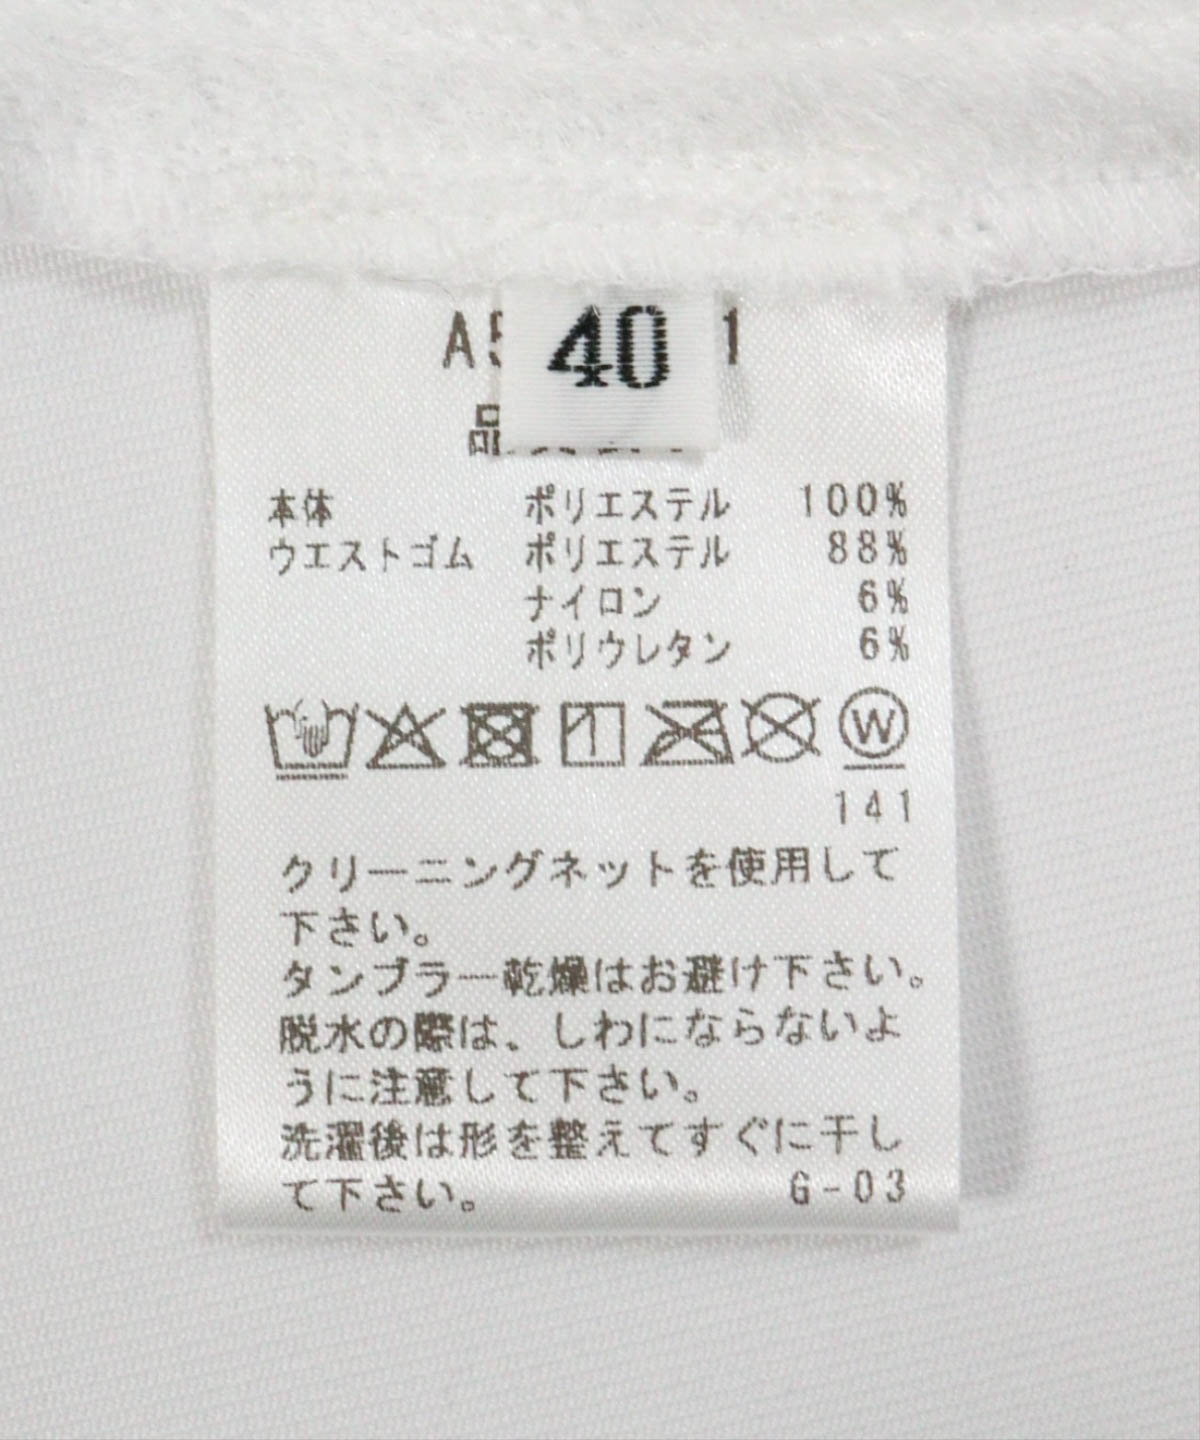 40
本体 ポリエステル 100%
ウエストゴム ポリエステル 88%
ナイロン 6%
ポリウレタン 6%
W
141
クリーニングネットを使用して
下さい。
タンブラー乾燥はお避け下さい。
脱水の際は、しわにならないよ
うに注意して下さい。
洗濯後は形を整えてすぐに干し
て下さい。 G-03